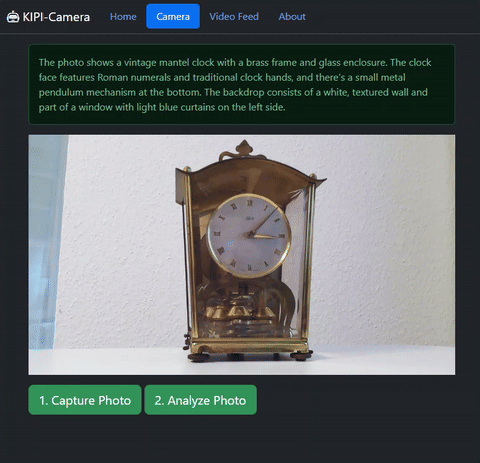 KIPI-Camera Home Camera Video Feed About
The photo shows a vintage mantel clock with a brass frame and glass enclosure. The clock
face features Roman numerals and traditional clock hands, and there's a small metal
pendulum mechanism at the bottom. The backdrop consists of a white, textured wall and
part of a window with light blue curtains on the left side.
1. Capture Photo 2. Analyze Photo